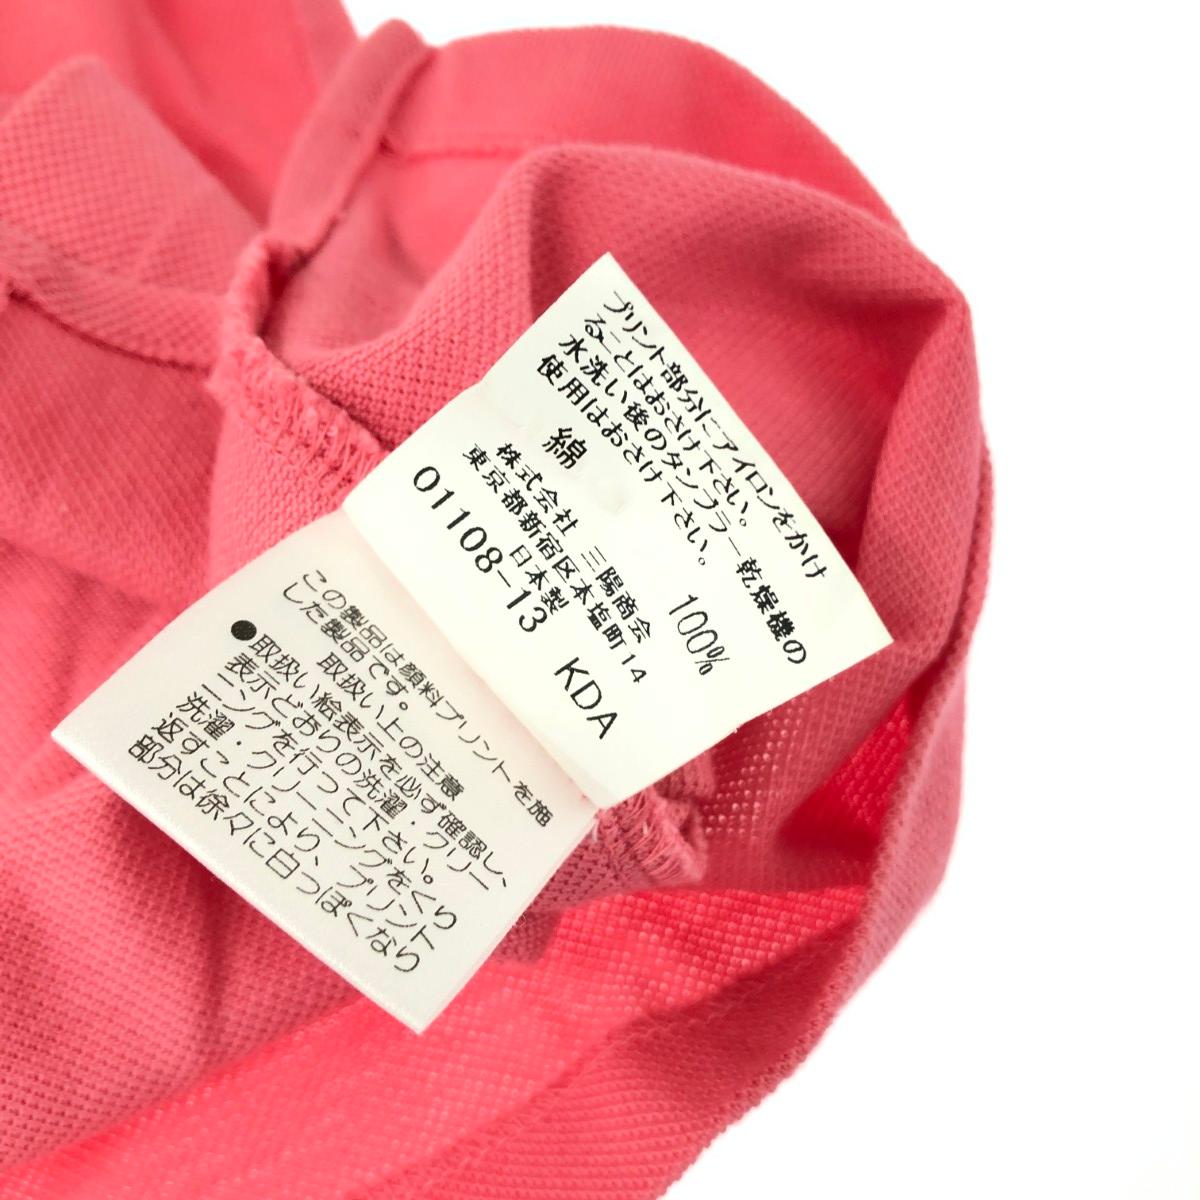 プリント部分にアイロンをかけ
ることはおさけ下さい。
水洗い後のタンブラー乾燥機の
使用はおさけ下さい。
綿 100%
株式会社 三陽商会
東京都新宿区本塩町14
日本製
01108-13 KDA
この製品は顔料プリントを施
した製品です。
取扱い上の注意
●取扱い絵表示を必ず確認し、
表示どおりの洗濯・クリー
ニングを行って下さい。
洗濯・クリーニングをくり
返すことにより、プリント
部分は徐々に白っぽくなり